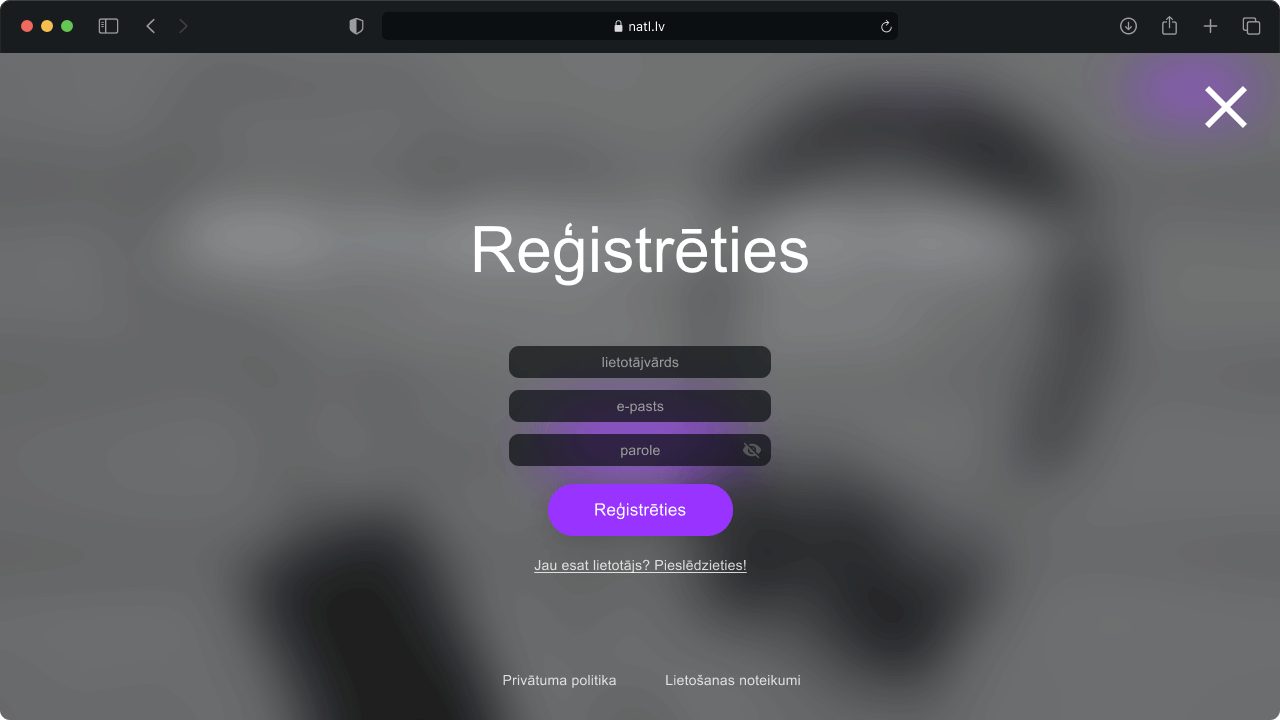 natl.lv
Reģistrēties
lietotājvārds
e-pasts
parole
Reģistrēties
Jau esat lietotājs? Pieslēdzieties!
Privātuma politika
Lietošanas noteikumi